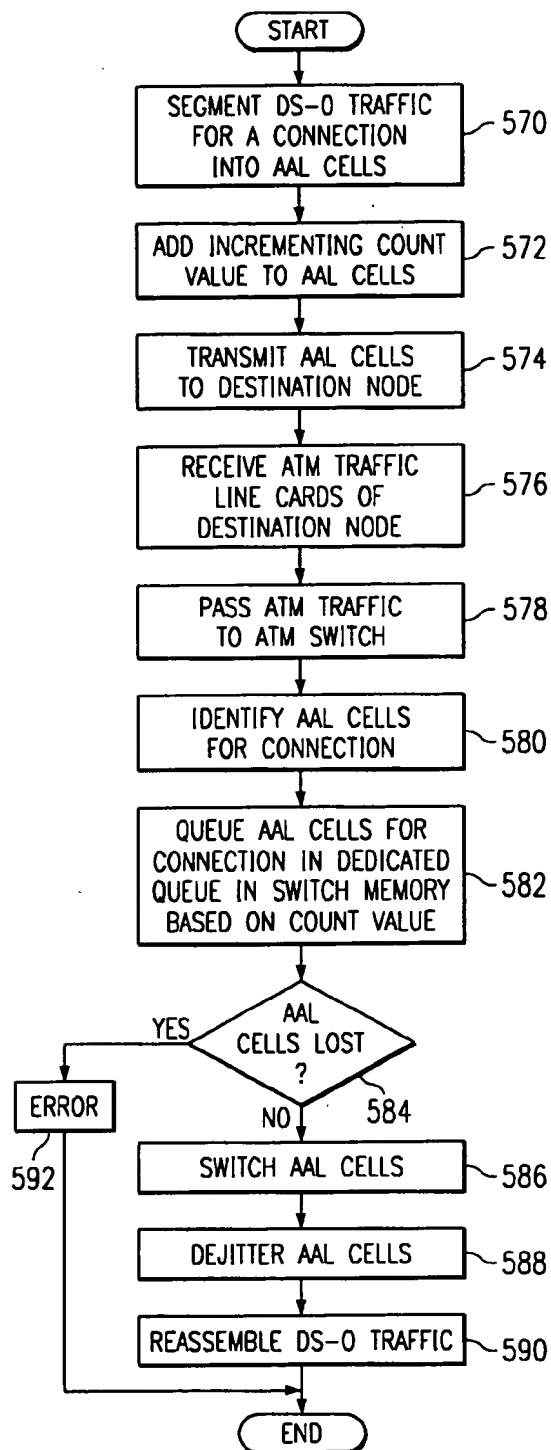 START
SEGMENT DS-0 TRAFFIC
FOR A CONNECTION
INTO AAL CELLS
570
ADD INCREMENTING COUNT
VALUE TO AAL CELLS
572
TRANSMIT AAL CELLS
TO DESTINATION NODE
574
RECEIVE ATM TRAFFIC
LINE CARDS OF
DESTINATION NODE
576
PASS ATM TRAFFIC
TO ATM SWITCH
578
IDENTIFY AAL CELLS
FOR CONNECTION
580
QUEUE AAL CELLS FOR
CONNECTION IN DEDICATED
QUEUE IN SWITCH MEMORY
BASED ON COUNT VALUE
582
AAL
CELLS LOST
?
584
YES
ERROR
592
NO
SWITCH AAL CELLS
586
DEJITTER AAL CELLS
588
REASSEMBLE DS-0 TRAFFIC
590
END